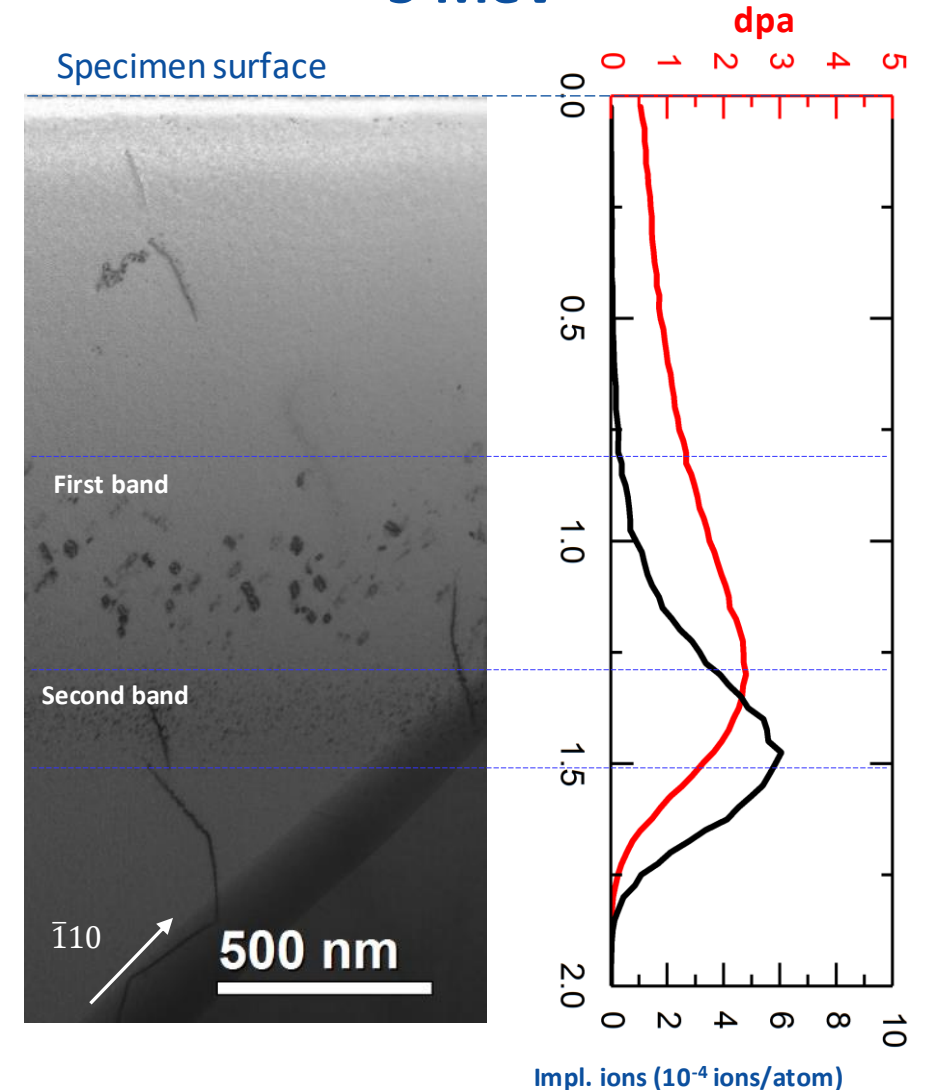 dpa
Specimen surface
0 1 2 3 4 5
0.0
First band
0.5
1.0
Second band
1.5
1̄10
500 nm
2.0
0 2 4 6 8 10
Impl. ions (10⁻⁴ ions/atom)